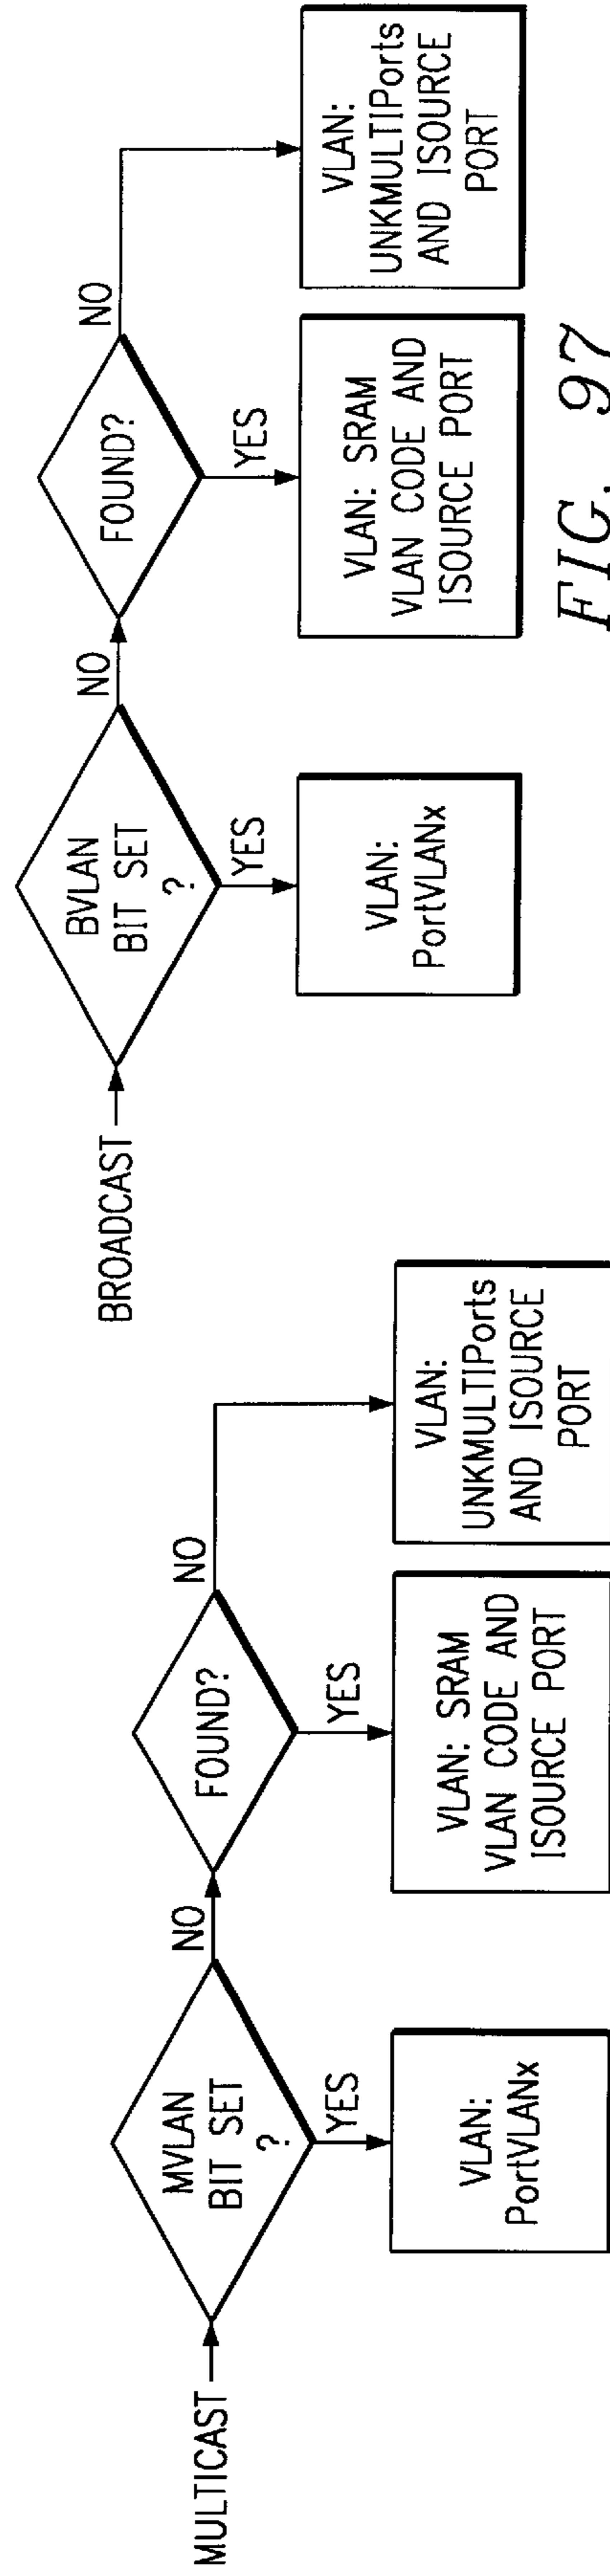 MULTICAST
MVLAN
BIT SET
?
NO
YES
VLAN:
PortVLANx
FOUND?
NO
YES
VLAN: SRAM
VLAN CODE AND
ISOURCE PORT
VLAN:
UNKMULTIPorts
AND ISOURCE
PORT
BROADCAST
BVLAN
BIT SET
?
NO
YES
VLAN:
PortVLANx
FOUND?
NO
YES
VLAN: SRAM
VLAN CODE AND
ISOURCE PORT
VLAN:
UNKMULTIPorts
AND ISOURCE
PORT
FIG. 97